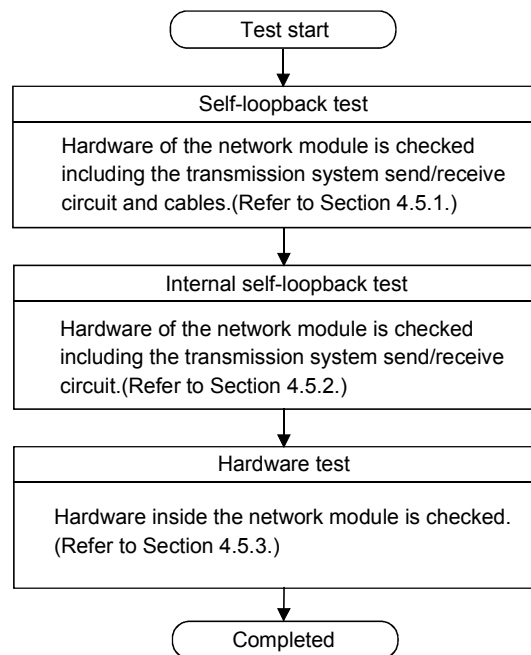 Test start
Self-loopback test
Hardware of the network module is checked
including the transmission system send/receive
circuit and cables.(Refer to Section 4.5.1.)
Internal self-loopback test
Hardware of the network module is checked
including the transmission system send/receive
circuit.(Refer to Section 4.5.2.)
Hardware test
Hardware inside the network module is checked.
(Refer to Section 4.5.3.)
Completed